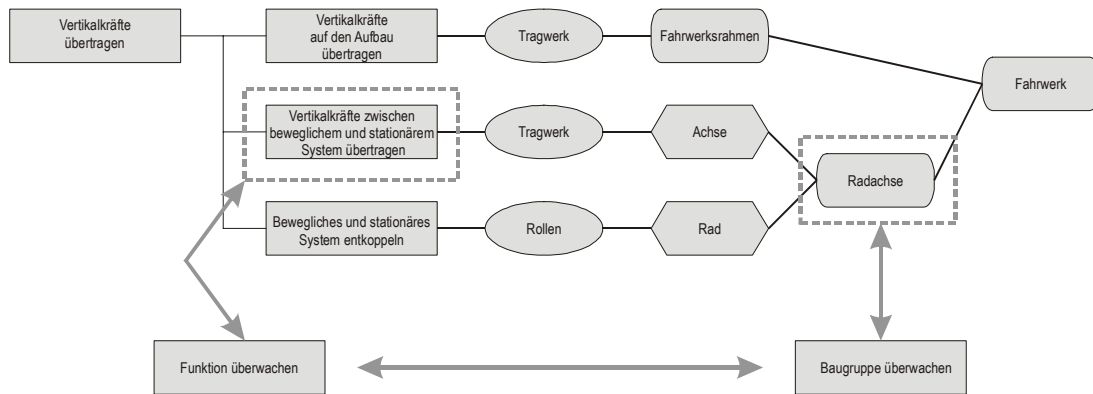 Vertikalkräfte
übertragen
Vertikalkräfte
auf den Aufbau
übertragen
Tragwerk
Fahrwerksrahmen
Fahrwerk
Vertikalkräfte zwischen
beweglichem und stationärem
System übertragen
Tragwerk
Achse
Radachse
Bewegliches und stationäres
System entkoppeln
Rollen
Rad
Funktion überwachen
Baugruppe überwachen